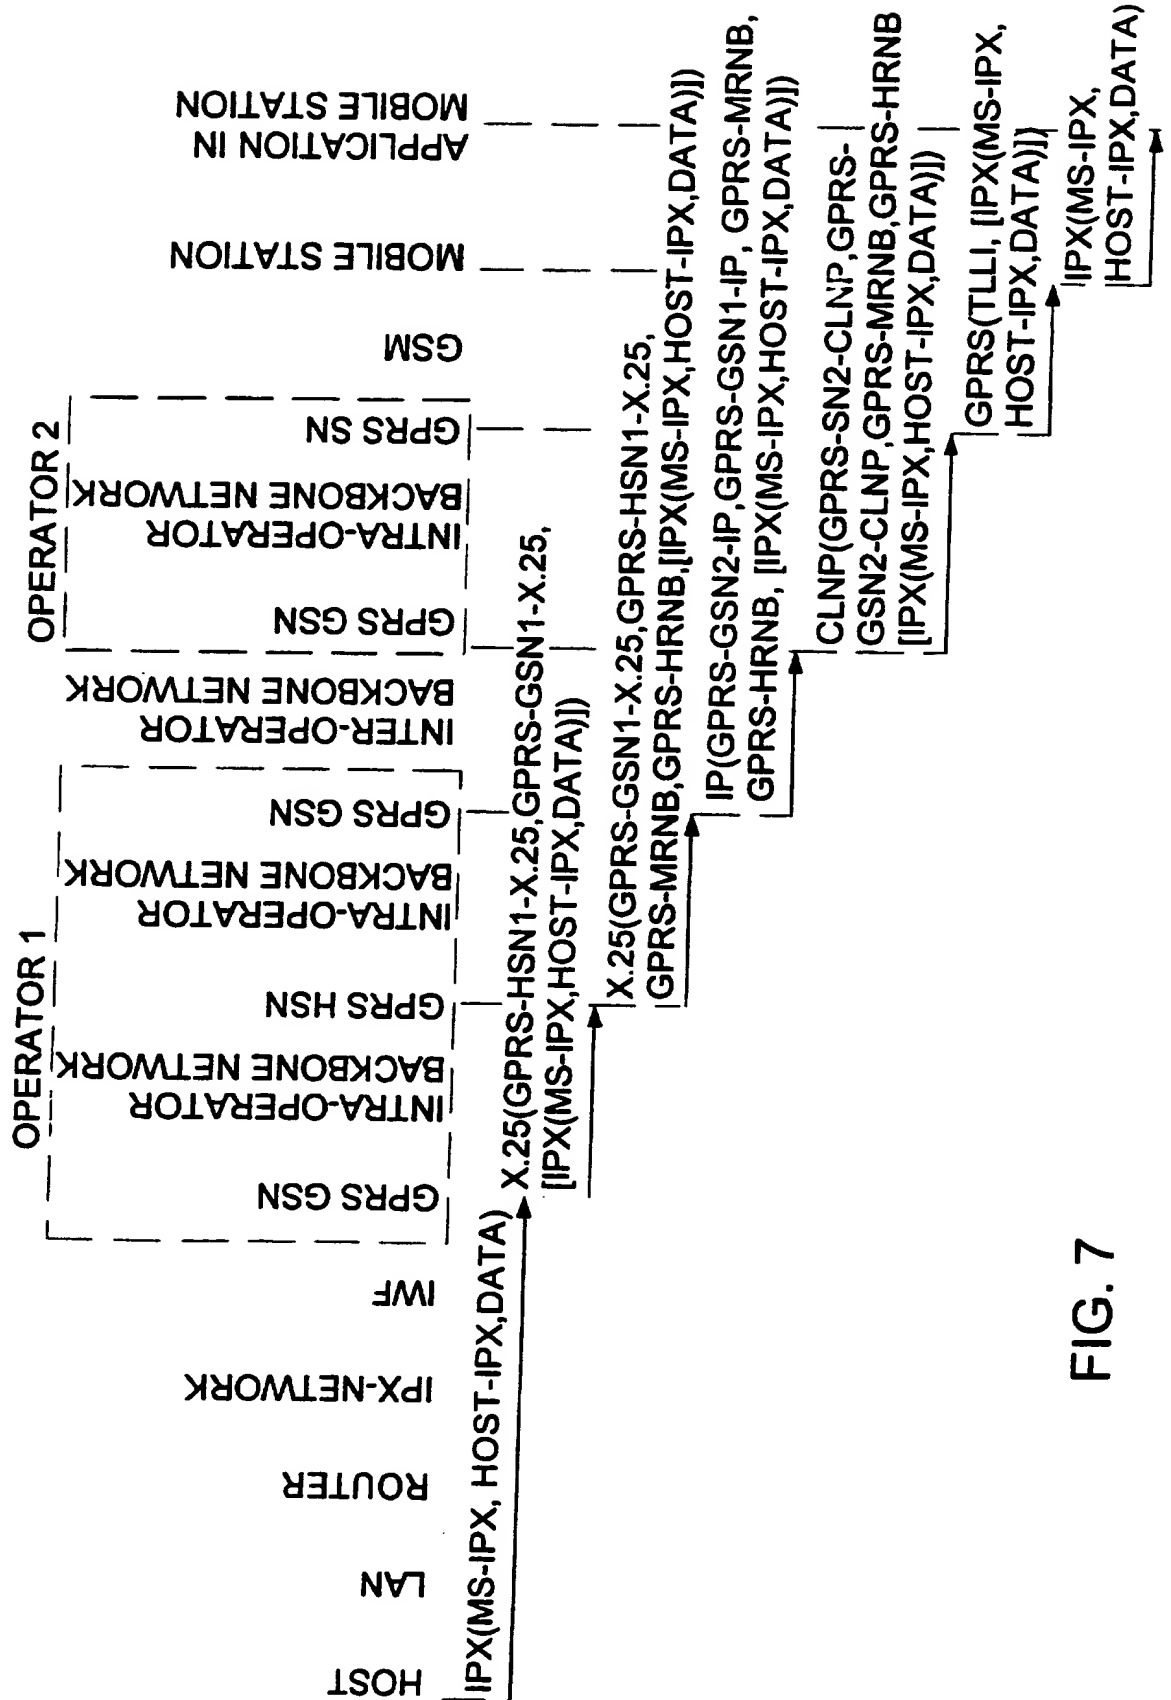 OPERATOR 1
OPERATOR 2
HOST
LAN
ROUTER
IPX-NETWORK
IWF
GPRS GSN
INTRA-OPERATOR
BACKBONE NETWORK
GPRS HSN
INTRA-OPERATOR
BACKBONE NETWORK
GPRS GSN
INTER-OPERATOR
BACKBONE NETWORK
GPRS GSN
INTRA-OPERATOR
BACKBONE NETWORK
GPRS SN
GSM
MOBILE STATION
APPLICATION IN
MOBILE STATION
IPX(MS-IPX, HOST-IPX,DATA)
X.25(GPRS-HSN1-X.25,GPRS-GSN1-X.25,
[IPX(MS-IPX,HOST-IPX,DATA)])
X.25(GPRS-GSN1-X.25,GPRS-HSN1-X.25,
GPRS-MRNB,GPRS-HRNB,[IPX(MS-IPX,HOST-IPX,DATA)])
IP(GPRS-GSN2-IP,GPRS-GSN1-IP, GPRS-MRNB,
GPRS-HRNB, [IPX(MS-IPX,HOST-IPX,DATA)])
CLNP(GPRS-SN2-CLNP,GPRS-
GSN2-CLNP,GPRS-MRNB,GPRS-HRNB
[IPX(MS-IPX,HOST-IPX,DATA)])
GPRS(TLLI, [IPX(MS-IPX,
HOST-IPX,DATA)])
IPX(MS-IPX,
HOST-IPX,DATA)
FIG. 7